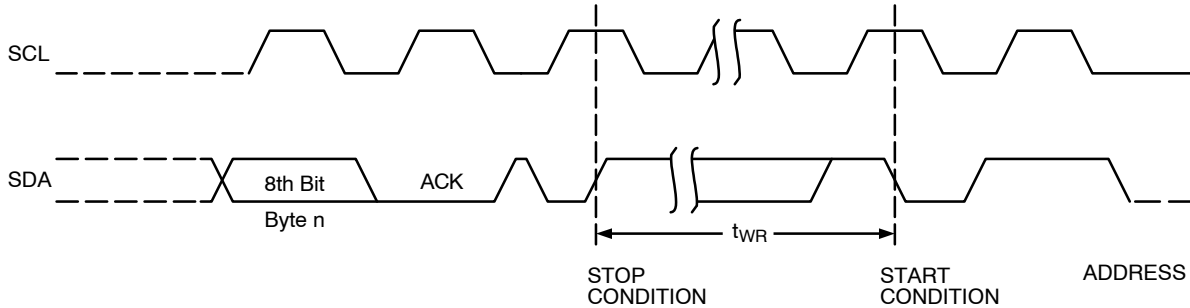 SCL
SDA
8th Bit
ACK
Byte n
tWR
STOP
CONDITION
START
CONDITION
ADDRESS